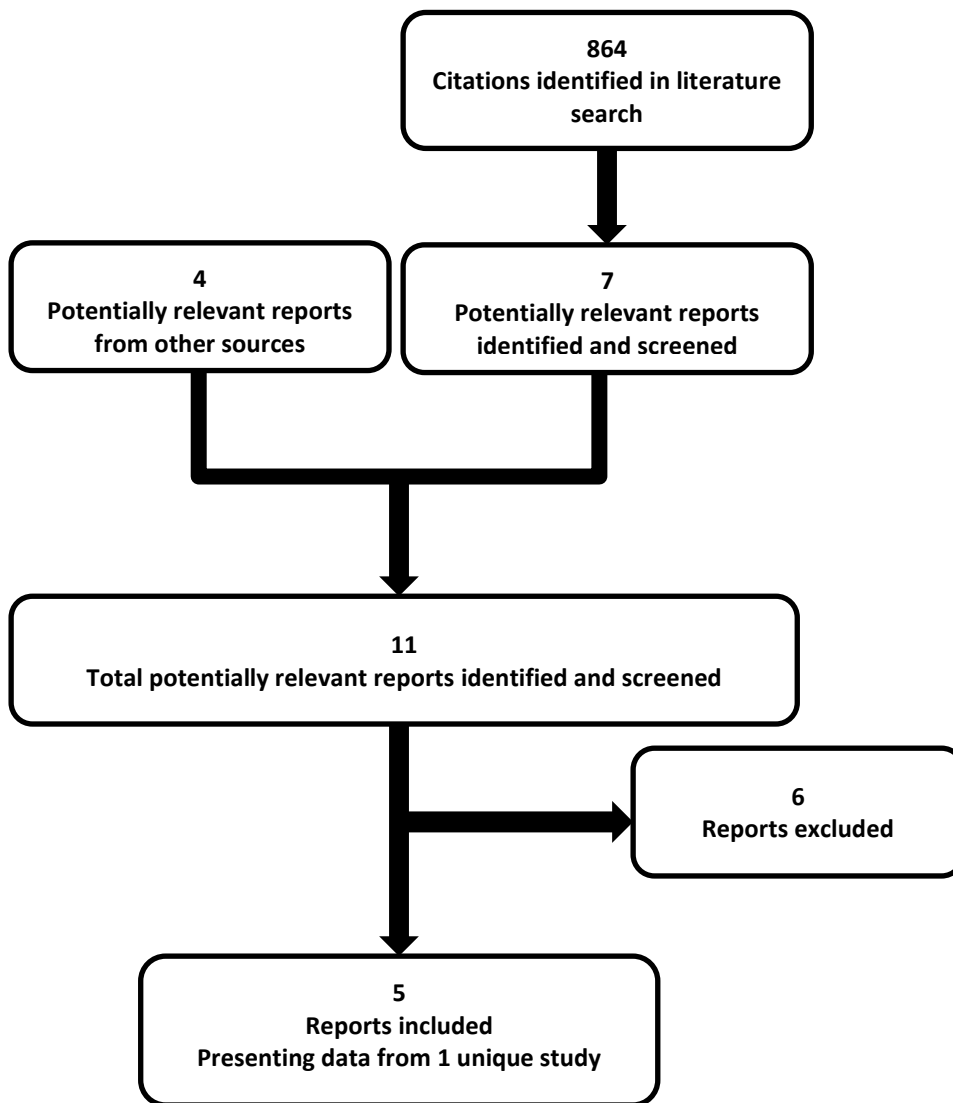 864
Citations identified in literature
search
4
Potentially relevant reports
from other sources
7
Potentially relevant reports
identified and screened
11
Total potentially relevant reports identified and screened
6
Reports excluded
5
Reports included
Presenting data from 1 unique study